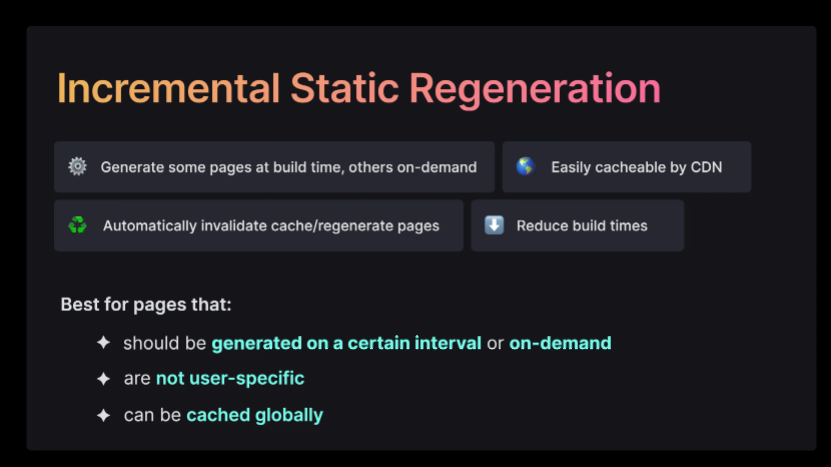 Incremental Static Regeneration
Generate some pages at build time, others on-demand
Easily cacheable by CDN
Automatically invalidate cache/regenerate pages
Reduce build times
Best for pages that:
should be generated on a certain interval or on-demand
are not user-specific
can be cached globally